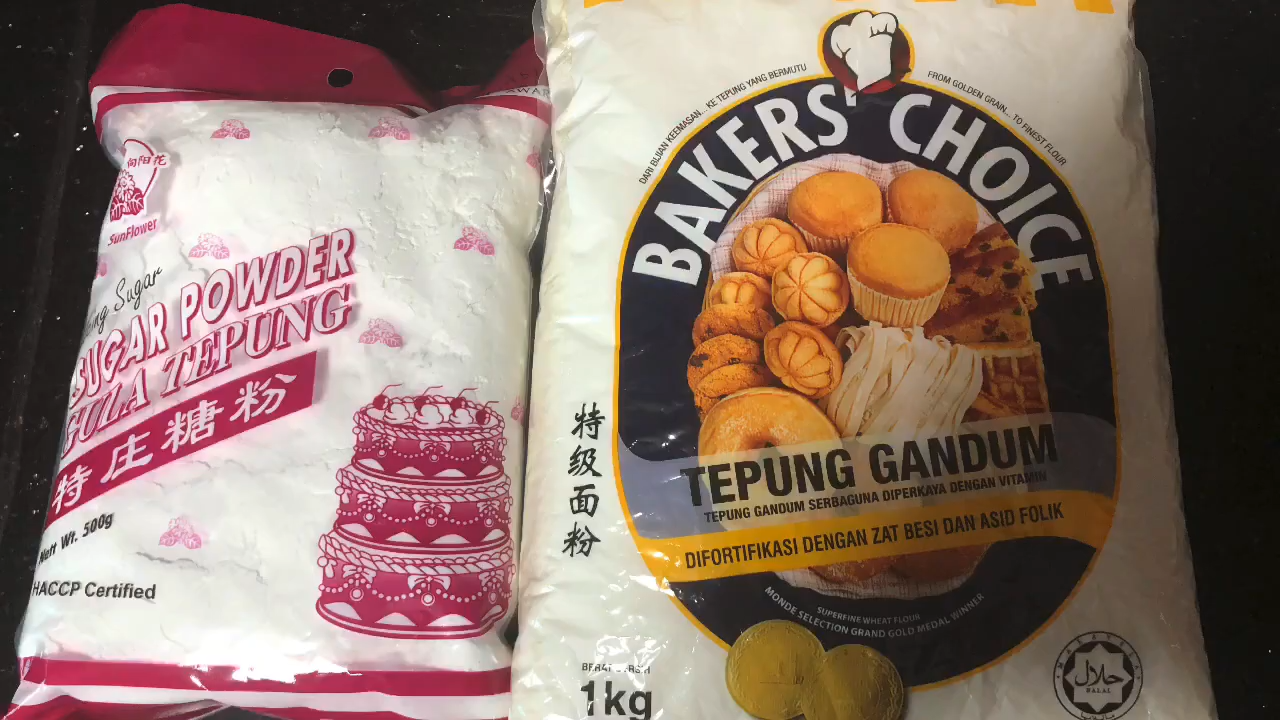 向阳花
SunFlower
Sugar
SUGAR POWDER
GULA TEPUNG
特庄糖粉
Nett Wt. 500g
HACCP Certified
DARI BIJIAN KEEMASAN... KE TEPUNG YANG BERMUTU
FROM GOLDEN GRAIN... TO FINEST FLOUR
BAKERS' CHOICE
特级面粉
TEPUNG GANDUM
TEPUNG GANDUM SERBAGUNA DIPERKAYA DENGAN VITAMIN
DIFORTIFIKASI DENGAN ZAT BESI DAN ASID FOLIK
SUPERFINE WHEAT FLOUR
MONDE SELECTION GRAND GOLD MEDAL WINNER
BERAT BERSIH
1kg
MALAYSIA
حلال
HALAL